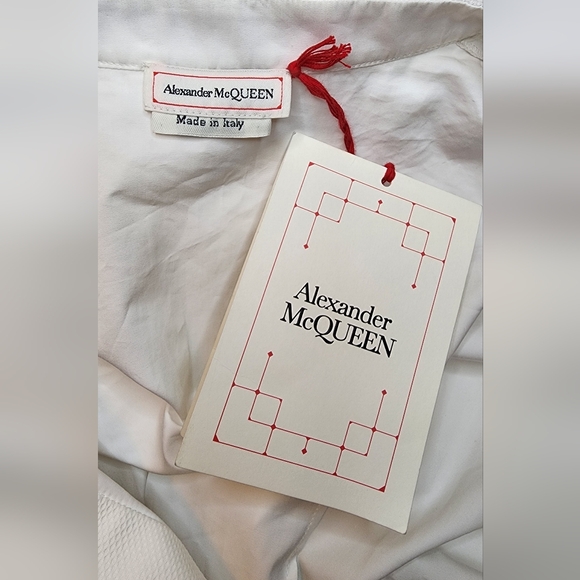 Alexander McQUEEN
Made in Italy
Alexander
McQUEEN